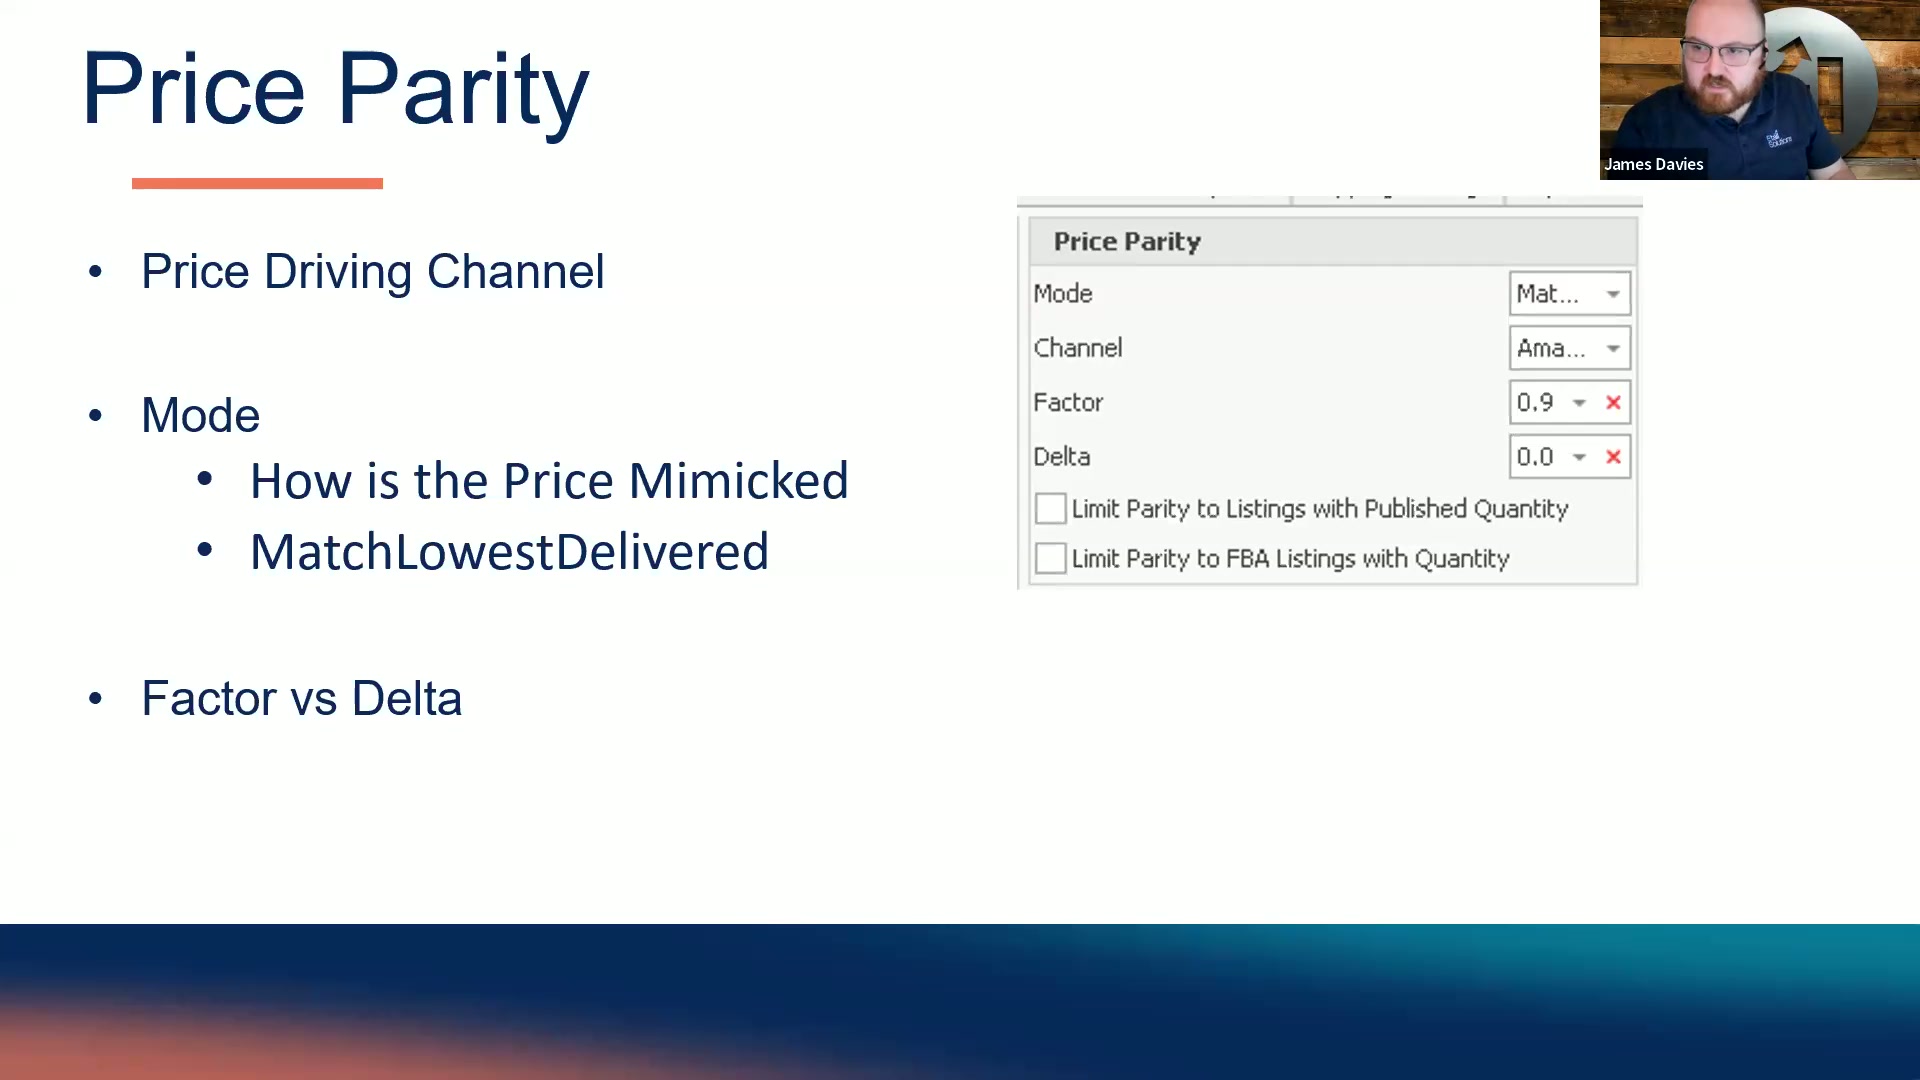 Price Parity
James Davies
• Price Driving Channel
• Mode
• How is the Price Mimicked
• MatchLowestDelivered
• Factor vs Delta
Price Parity
Mode Mat...
Channel Ama...
Factor 0.9
Delta 0.0
Limit Parity to Listings with Published Quantity
Limit Parity to FBA Listings with Quantity